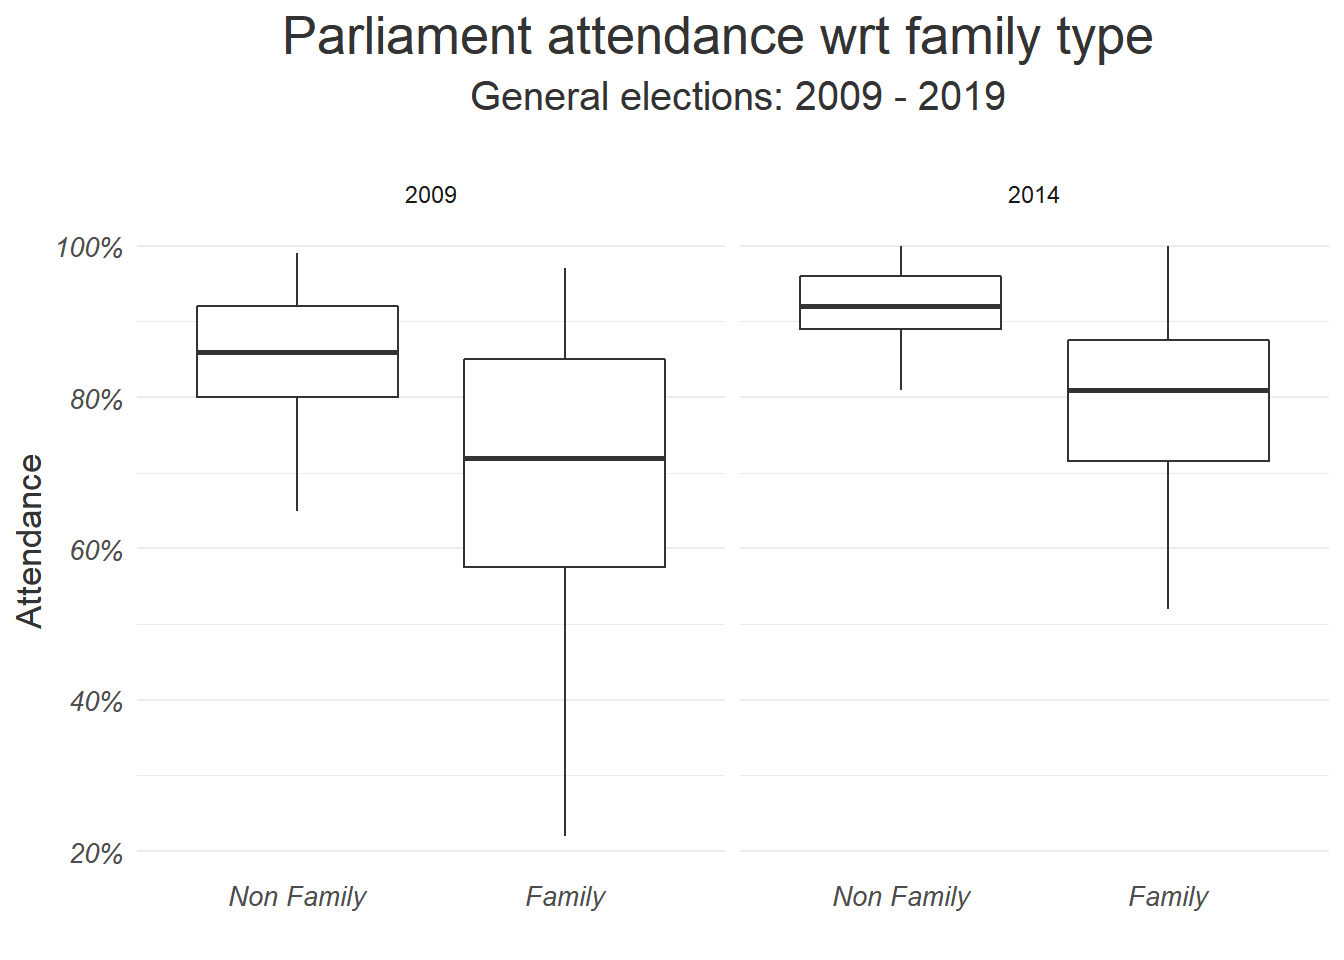 Parliament attendance wrt family type
General elections: 2009 - 2019
2009
2014
100%
80%
60%
40%
20%
Attendance
Non Family
Family
Non Family
Family